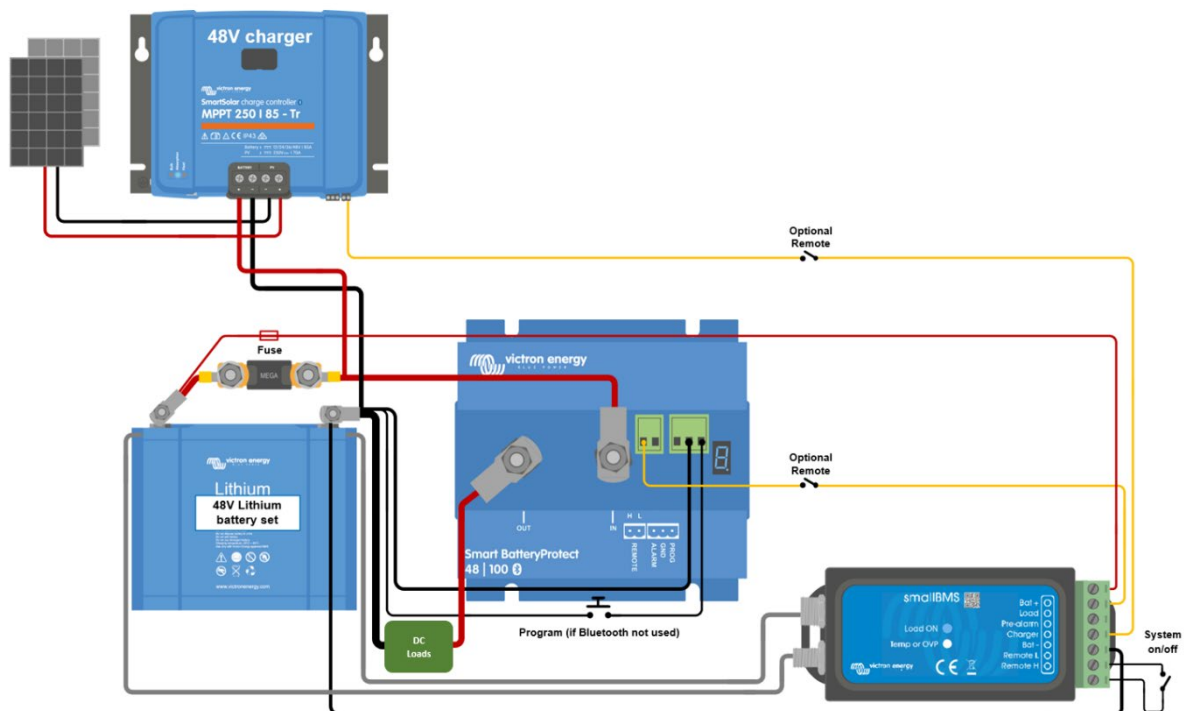 48V charger
victron energy
SmartSolar charge controller
MPPT 250 | 85 - Tr
IP43
BATTERY
PV
Optional
Remote
Fuse
MEGA
victron energy
BLUE POWER
victron energy
Lithium
48V Lithium
battery set
www.victronenergy.com
OUT
IN
H L
REMOTE
ALARM
GND
PROG
Smart BatteryProtect
48 | 100
Optional
Remote
Program (if Bluetooth not used)
DC
Loads
smallBMS
Load ON
Temp or OVP
victron energy
Bat +
Load
Pre-alarm
Charger
Bat -
Remote L
Remote H
System
on/off